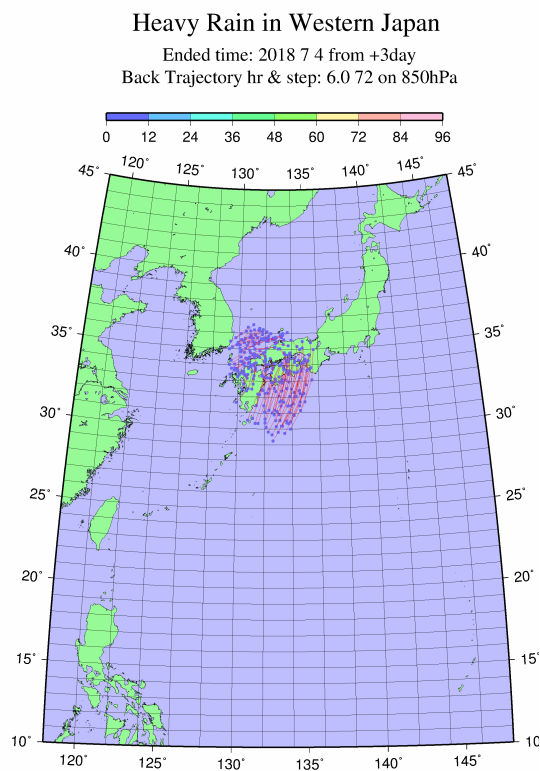 Heavy Rain in Western Japan
Ended time: 2018 7 4 from +3day
Back Trajectory hr & step: 6.0 72 on 850hPa
0 12 24 36 48 60 72 84 96
120° 125° 130° 135° 140° 145°
45° 45°
40° 40°
35° 35°
30° 30°
25° 25°
20° 20°
15° 15°
10° 10°
120° 125° 130° 135° 140° 145°